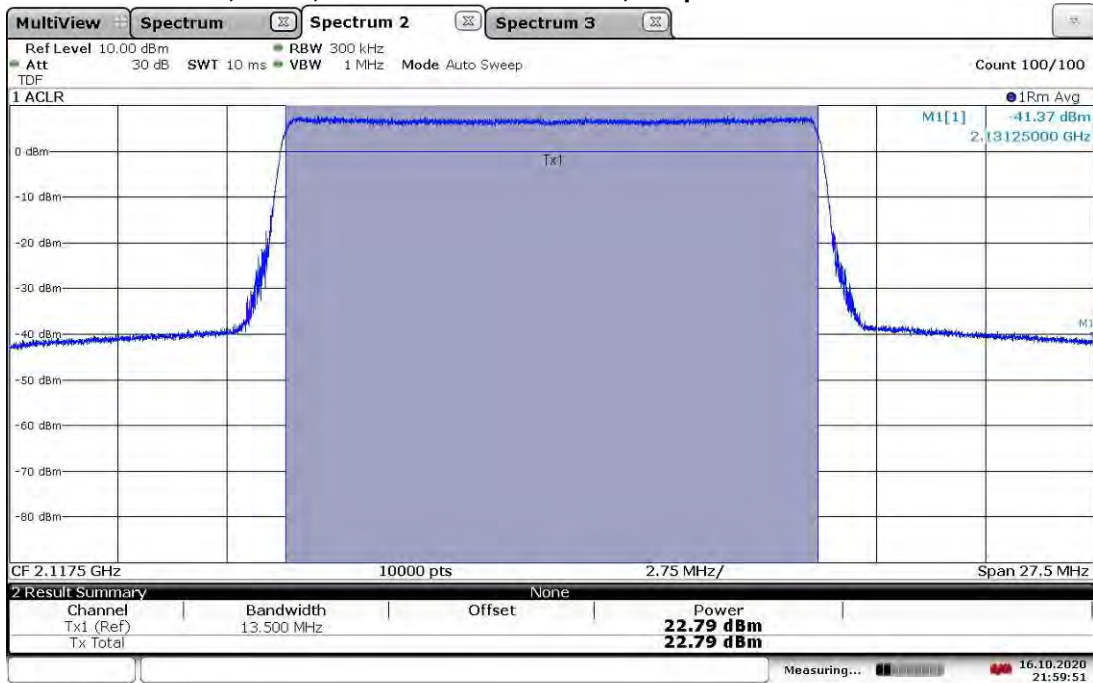 MultiView Spectrum Spectrum 2 Spectrum 3
Ref Level 10.00 dBm RBW 300 kHz
Att 30 dB SWT 10 ms VBW 1 MHz Mode Auto Sweep Count 100/100
TDF
1 ACLR 1Rm Avg
M1[1] -41.37 dBm
2.13125000 GHz
0 dBm
Tx1
-10 dBm
-20 dBm
-30 dBm
-40 dBm
M1
-50 dBm
-60 dBm
-70 dBm
-80 dBm
CF 2.1175 GHz 10000 pts 2.75 MHz/ Span 27.5 MHz
2 Result Summary None
Channel Bandwidth Offset Power
Tx1 (Ref) 13.500 MHz 22.79 dBm
Tx Total 22.79 dBm
Measuring... 16.10.2020
21:59:51